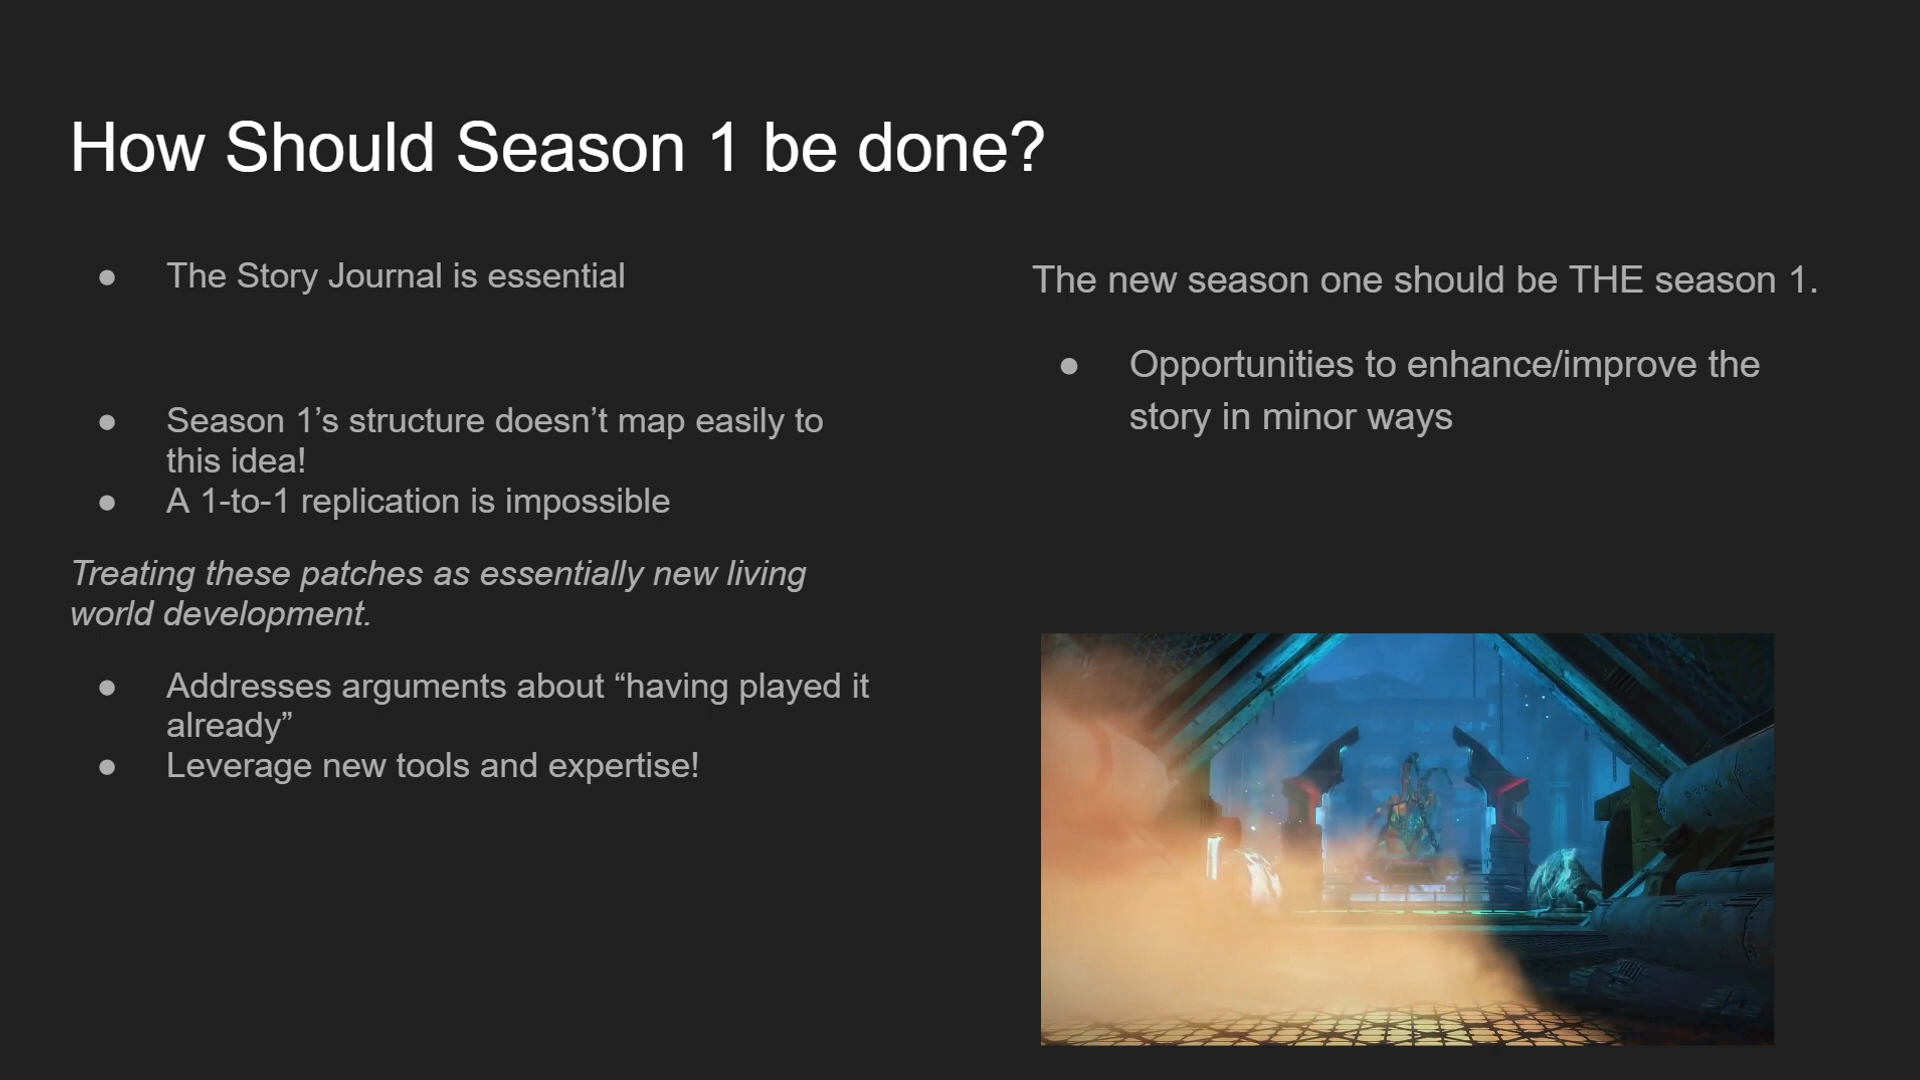 How Should Season 1 be done?
● The Story Journal is essential
● Season 1’s structure doesn’t map easily to
this idea!
● A 1-to-1 replication is impossible
Treating these patches as essentially new living
world development.
● Addresses arguments about “having played it
already”
● Leverage new tools and expertise!
The new season one should be THE season 1.
● Opportunities to enhance/improve the
story in minor ways